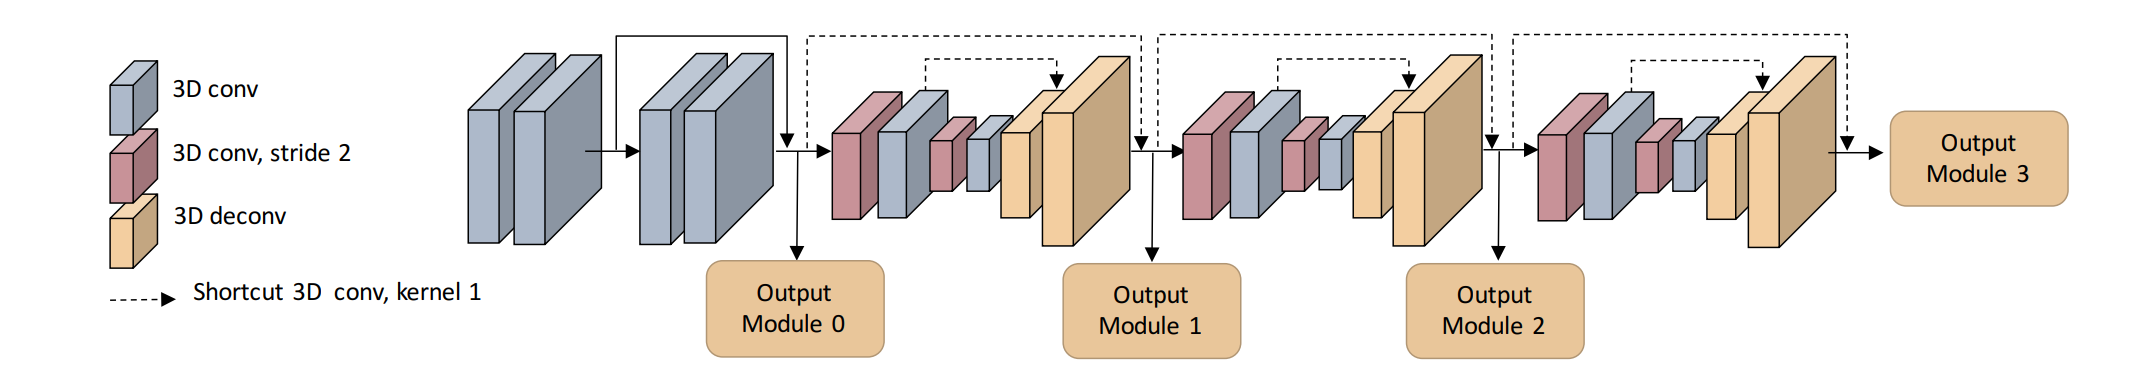 3D conv
3D conv, stride 2
3D deconv
Shortcut 3D conv, kernel 1
Output
Module 0
Output
Module 1
Output
Module 2
Output
Module 3